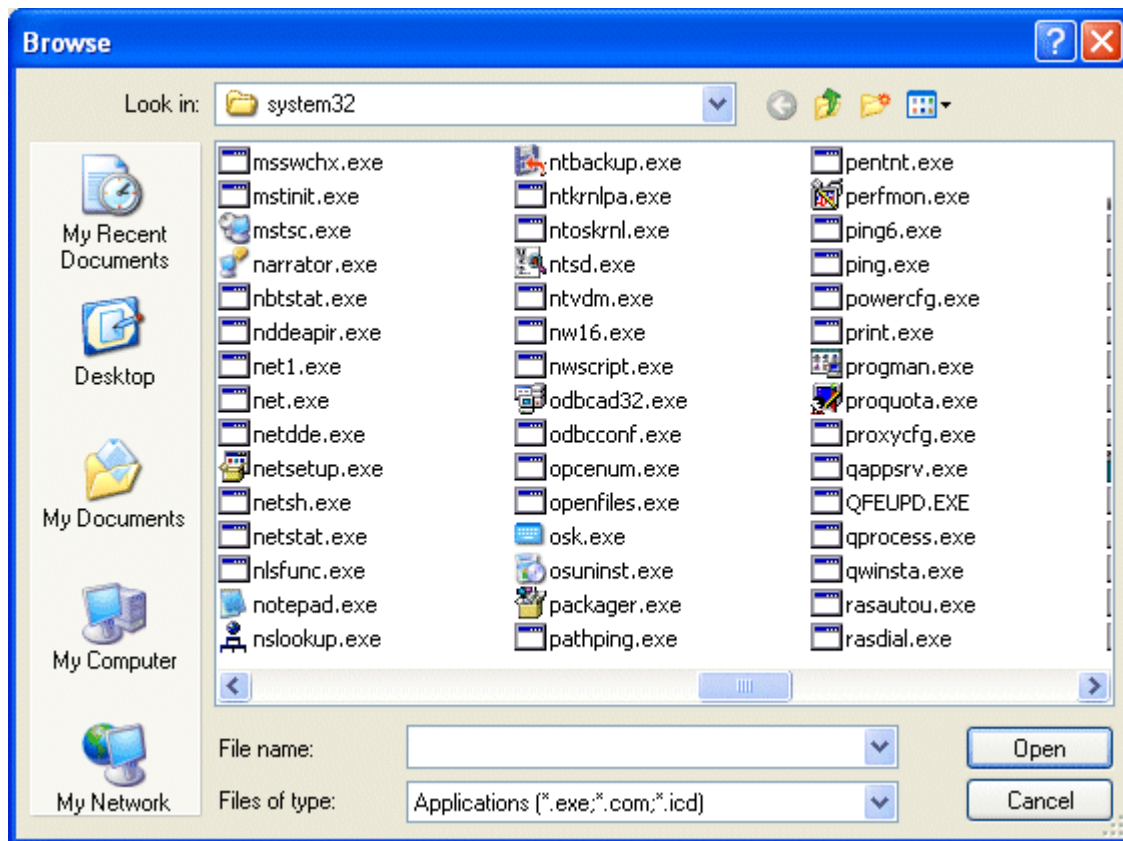 Browse
Look in: system32
My Recent
Documents
Desktop
My Documents
My Computer
My Network
msswchx.exe
mstinit.exe
mstsc.exe
narrator.exe
nbtstat.exe
nddeapir.exe
net1.exe
net.exe
netdde.exe
netsetup.exe
netsh.exe
netstat.exe
nlsfunc.exe
notepad.exe
nslookup.exe
ntbackup.exe
ntkrnlpa.exe
ntoskrnl.exe
ntsd.exe
ntvdm.exe
nw16.exe
nwscript.exe
odbcad32.exe
odbcconf.exe
opcenum.exe
openfiles.exe
osk.exe
osuninst.exe
packager.exe
pathping.exe
pentnt.exe
perfmon.exe
ping6.exe
ping.exe
powercfg.exe
print.exe
progman.exe
proquota.exe
proxycfg.exe
qappsrv.exe
QFEUPD.EXE
qprocess.exe
qwinsta.exe
rasautou.exe
rasdial.exe
File name:
Open
Files of type: Applications (*.exe;*.com;*.icd)
Cancel